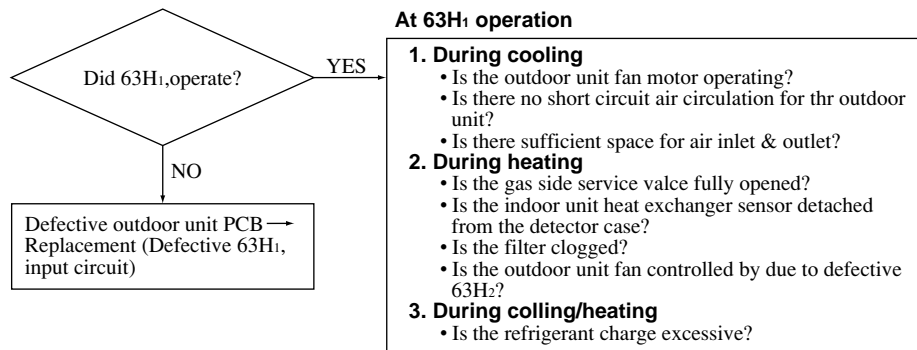 At 63H₁ operation
Did 63H₁,operate?
YES
NO
Defective outdoor unit PCB →
Replacement (Defective 63H₁,
input circuit)
1. During cooling
• Is the outdoor unit fan motor operating?
• Is there no short circuit air circulation for thr outdoor
unit?
• Is there sufficient space for air inlet & outlet?
2. During heating
• Is the gas side service valce fully opened?
• Is the indoor unit heat exchanger sensor detached
from the detector case?
• Is the filter clogged?
• Is the outdoor unit fan controlled by due to defective
63H₂?
3. During colling/heating
• Is the refrigerant charge excessive?